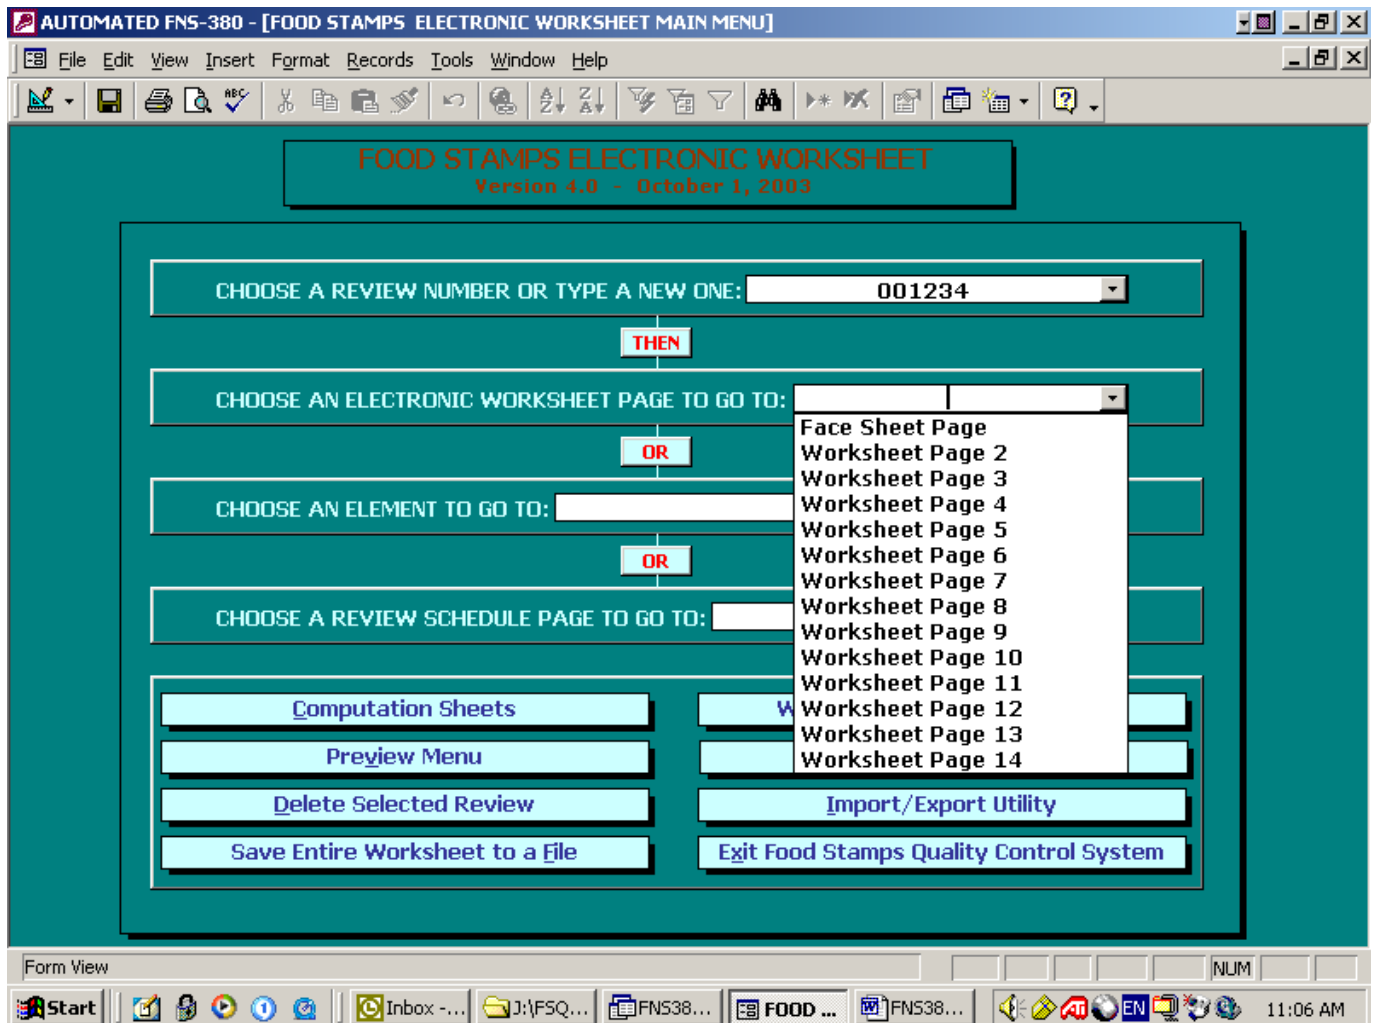 AUTOMATED FNS-380 - [FOOD STAMPS ELECTRONIC WORKSHEET MAIN MENU]
File Edit View Insert Format Records Tools Window Help
FOOD STAMPS ELECTRONIC WORKSHEET
Version 4.0 - October 1, 2003
CHOOSE A REVIEW NUMBER OR TYPE A NEW ONE: 001234
THEN
CHOOSE AN ELECTRONIC WORKSHEET PAGE TO GO TO:
Face Sheet Page
Worksheet Page 2
Worksheet Page 3
Worksheet Page 4
Worksheet Page 5
Worksheet Page 6
Worksheet Page 7
Worksheet Page 8
Worksheet Page 9
Worksheet Page 10
Worksheet Page 11
Worksheet Page 12
Worksheet Page 13
Worksheet Page 14
OR
CHOOSE AN ELEMENT TO GO TO:
OR
CHOOSE A REVIEW SCHEDULE PAGE TO GO TO:
Computation Sheets
Preview Menu
Delete Selected Review
Import/Export Utility
Save Entire Worksheet to a File
Exit Food Stamps Quality Control System
Form View
NUM
Start Inbox -... J:\FSQ... FNS38... FOOD ... FNS38... EN 11:06 AM